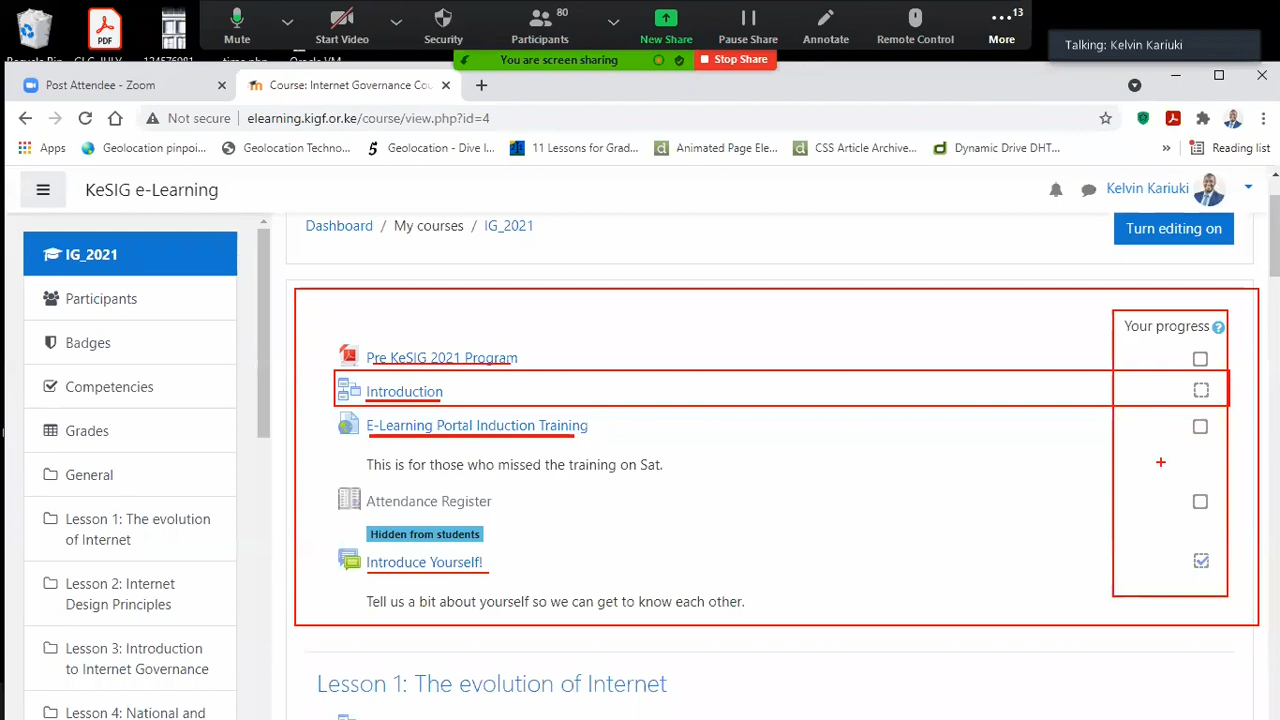 80
13
Mute
Start Video
Security
Participants
New Share
Pause Share
Annotate
Remote Control
More
Talking: Kelvin Kariuki
You are screen sharing
Stop Share
PDF
Post Attendee - Zoom
Course: Internet Governance Cou
Not secure
elearning.kigf.or.ke/course/view.php?id=4
Apps
Geolocation pinpoi...
Geolocation Techno...
Geolocation - Dive I...
11 Lessons for Grad...
Animated Page Ele...
CSS Article Archive...
Dynamic Drive DHT...
»
Reading list
KeSIG e-Learning
Kelvin Kariuki
Dashboard / My courses / IG_2021
Turn editing on
IG_2021
Participants
Badges
Competencies
Grades
General
Lesson 1: The evolution
of Internet
Lesson 2: Internet
Design Principles
Lesson 3: Introduction
to Internet Governance
Lesson 4: National and
Your progress
Pre KeSIG 2021 Program
Introduction
E-Learning Portal Induction Training
This is for those who missed the training on Sat.
Attendance Register
Hidden from students
Introduce Yourself!
Tell us a bit about yourself so we can get to know each other.
Lesson 1: The evolution of Internet